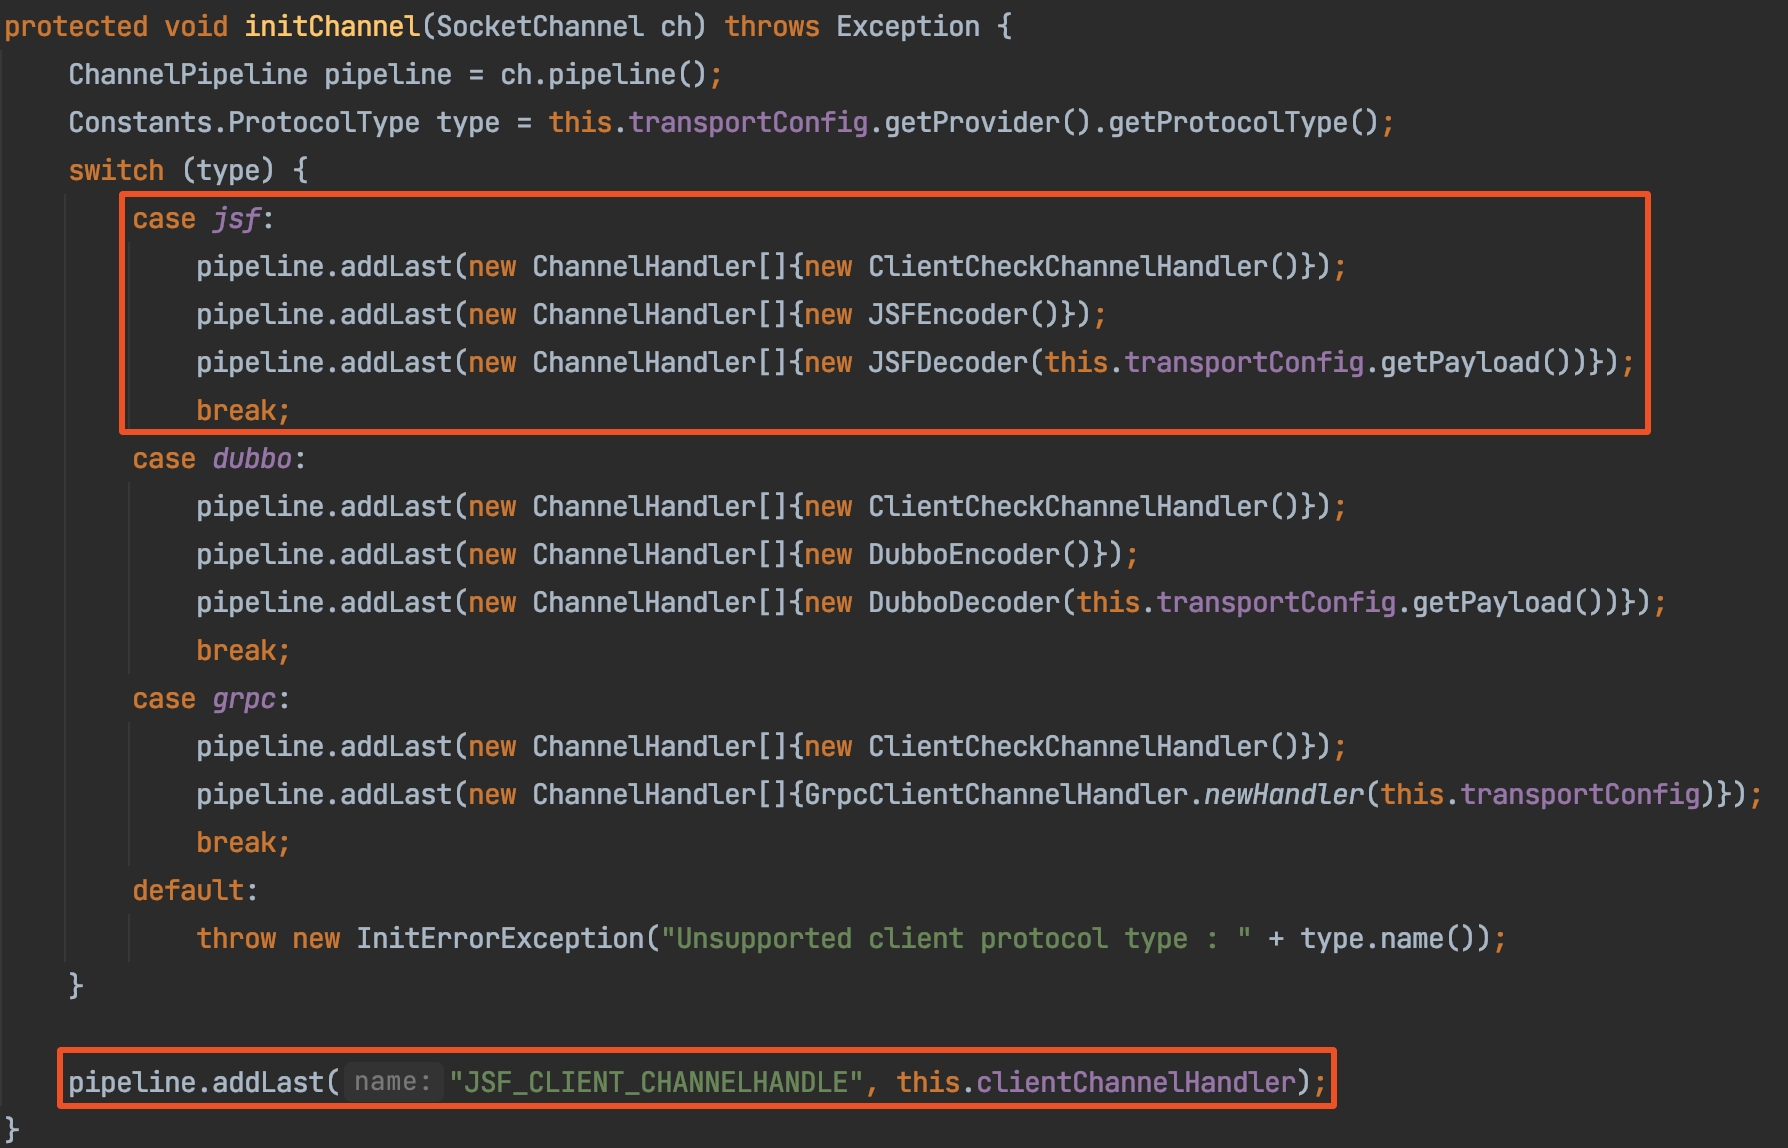 protected void initChannel(SocketChannel ch) throws Exception {
    ChannelPipeline pipeline = ch.pipeline();
    Constants.ProtocolType type = this.transportConfig.getProvider().getProtocolType();
    switch (type) {
        case jsf:
            pipeline.addLast(new ChannelHandler[]{new ClientCheckChannelHandler()});
            pipeline.addLast(new ChannelHandler[]{new JSFEncoder()});
            pipeline.addLast(new ChannelHandler[]{new JSFDecoder(this.transportConfig.getPayload())});
            break;
        case dubbo:
            pipeline.addLast(new ChannelHandler[]{new ClientCheckChannelHandler()});
            pipeline.addLast(new ChannelHandler[]{new DubboEncoder()});
            pipeline.addLast(new ChannelHandler[]{new DubboDecoder(this.transportConfig.getPayload())});
            break;
        case grpc:
            pipeline.addLast(new ChannelHandler[]{new ClientCheckChannelHandler()});
            pipeline.addLast(new ChannelHandler[]{GrpcClientChannelHandler.newHandler(this.transportConfig)});
            break;
        default:
            throw new InitErrorException("Unsupported client protocol type : " + type.name());
    }
    pipeline.addLast( name: "JSF_CLIENT_CHANNELHANDLE", this.clientChannelHandler);
}